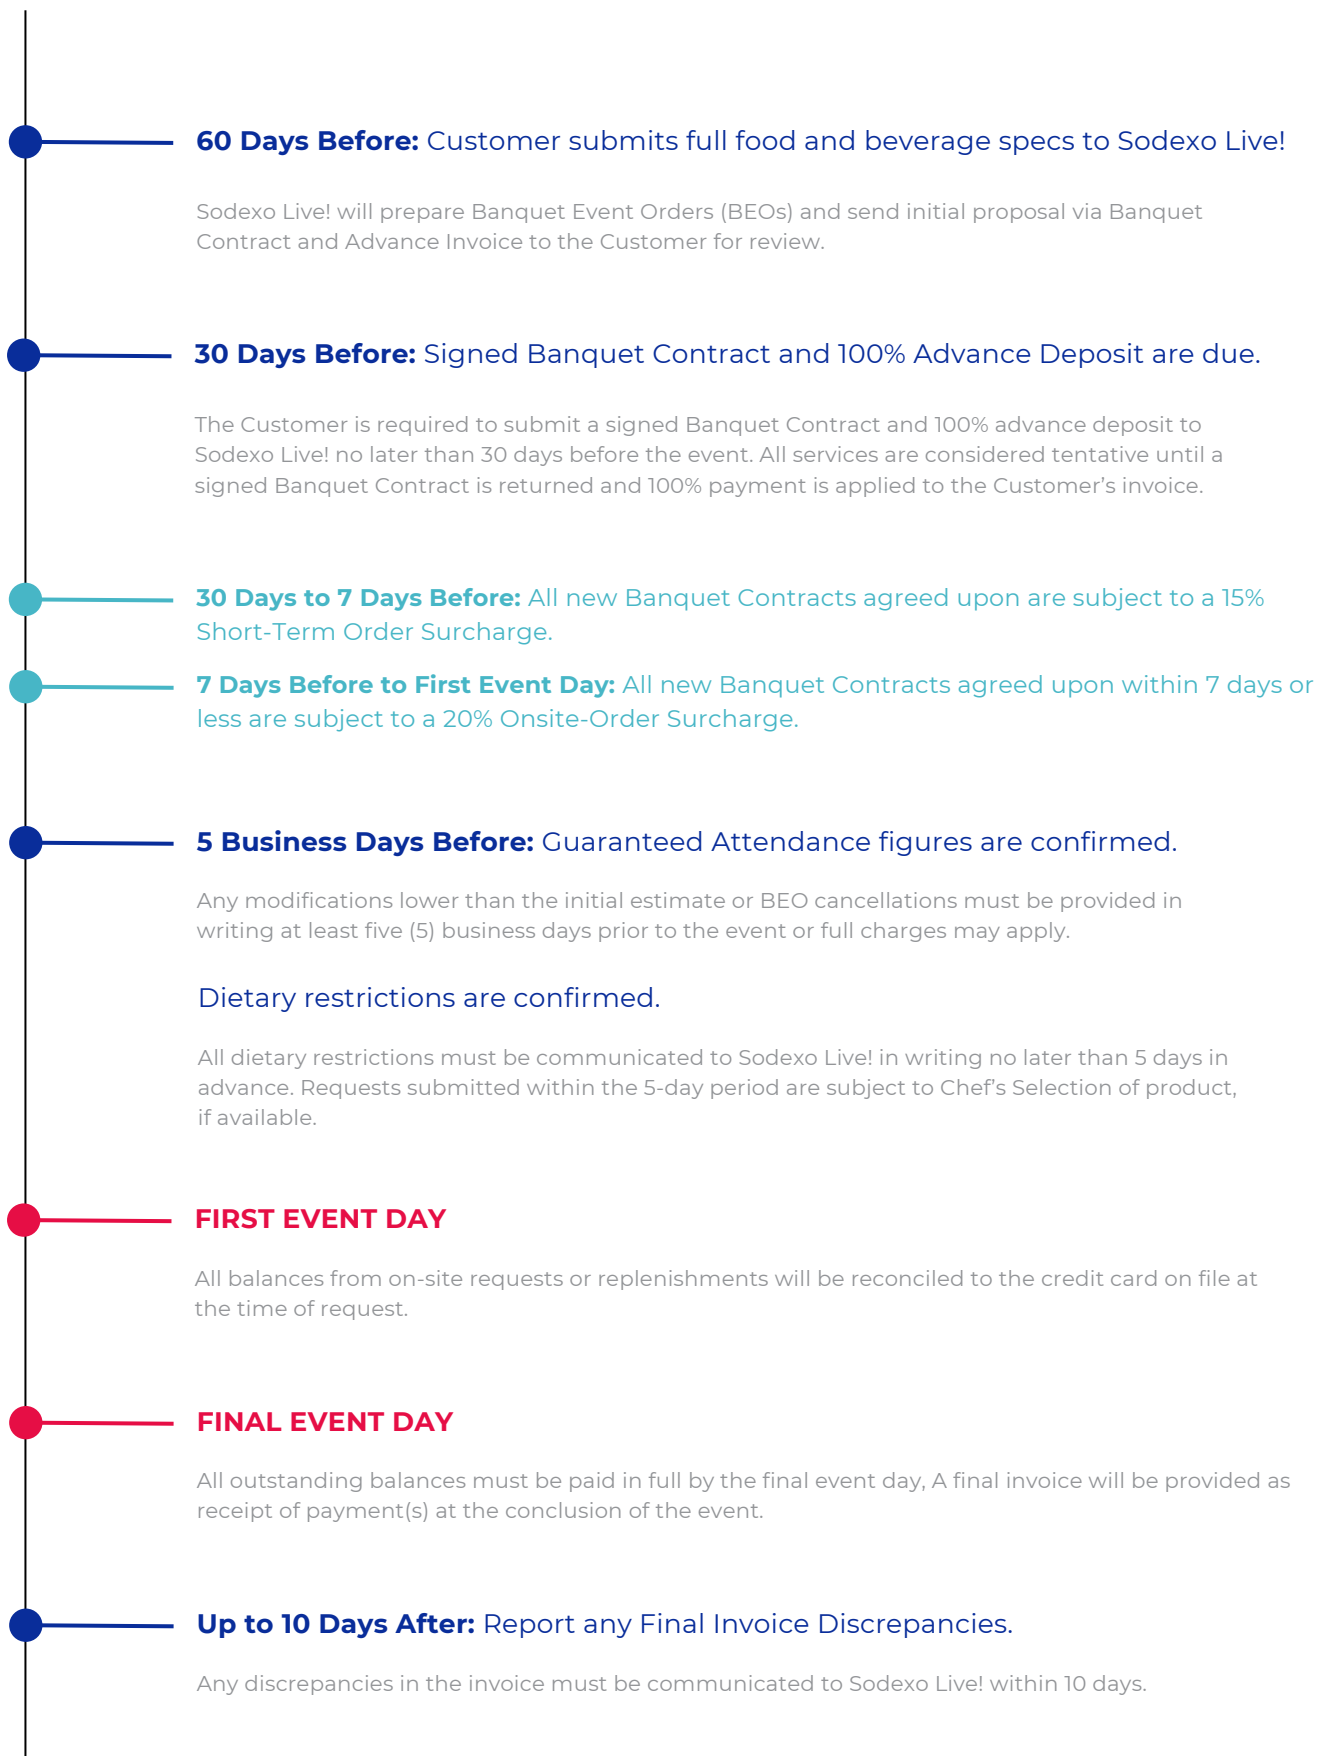 60 Days Before: Customer submits full food and beverage specs to Sodexo Live!
Sodexo Live! will prepare Banquet Event Orders (BEOs) and send initial proposal via Banquet
Contract and Advance Invoice to the Customer for review.
30 Days Before: Signed Banquet Contract and 100% Advance Deposit are due.
The Customer is required to submit a signed Banquet Contract and 100% advance deposit to
Sodexo Live! no later than 30 days before the event. All services are considered tentative until a
signed Banquet Contract is returned and 100% payment is applied to the Customer’s invoice.
30 Days to 7 Days Before: All new Banquet Contracts agreed upon are subject to a 15%
Short-Term Order Surcharge.
7 Days Before to First Event Day: All new Banquet Contracts agreed upon within 7 days or
less are subject to a 20% Onsite-Order Surcharge.
5 Business Days Before: Guaranteed Attendance figures are confirmed.
Any modifications lower than the initial estimate or BEO cancellations must be provided in
writing at least five (5) business days prior to the event or full charges may apply.
Dietary restrictions are confirmed.
All dietary restrictions must be communicated to Sodexo Live! in writing no later than 5 days in
advance. Requests submitted within the 5-day period are subject to Chef’s Selection of product,
if available.
FIRST EVENT DAY
All balances from on-site requests or replenishments will be reconciled to the credit card on file at
the time of request.
FINAL EVENT DAY
All outstanding balances must be paid in full by the final event day, A final invoice will be provided as
receipt of payment(s) at the conclusion of the event.
Up to 10 Days After: Report any Final Invoice Discrepancies.
Any discrepancies in the invoice must be communicated to Sodexo Live! within 10 days.